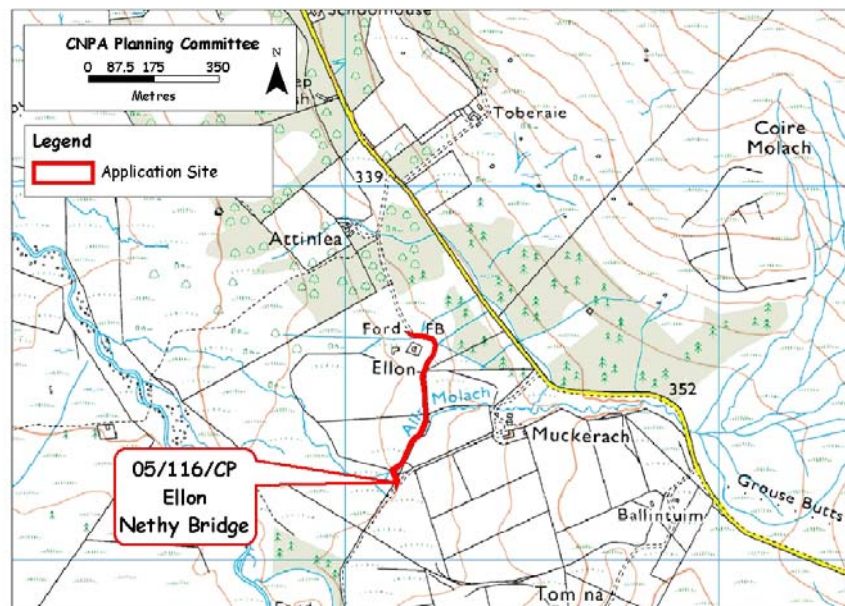 Schoolhouse
CNPA Planning Committee
0 87.5 175 350
Metres
N
Legend
Application Site
Toberaie
Coire
Molach
339
Attinlea
Ford FB
Ellon
Allt Molach
352
Muckerach
05/116/CP
Ellon
Nethy Bridge
Grouse Butts
Ballintuim
Tom na
Ford